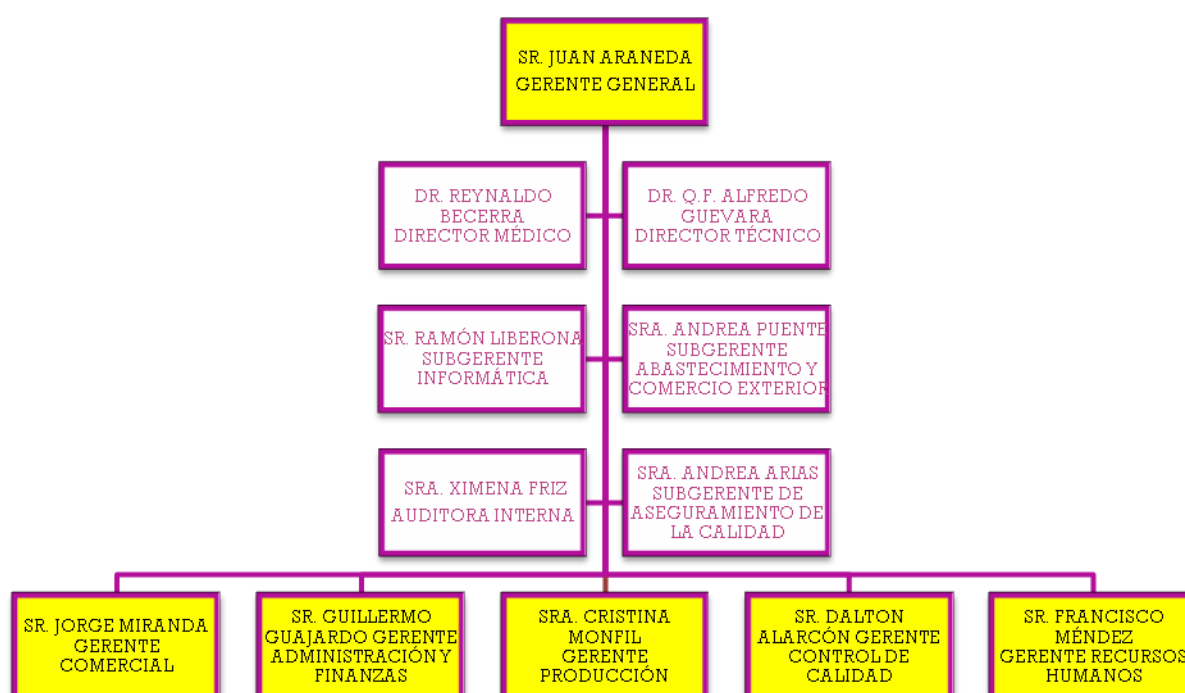 SR. JUAN ARANEDA
GERENTE GENERAL
DR. REYNALDO
BECERRA
DIRECTOR MÉDICO
DR. Q.F. ALFREDO
GUEVARA
DIRECTOR TÉCNICO
SR. RAMÓN LIBERONA
SUBGERENTE
INFORMÁTICA
SRA. ANDREA PUENTE
SUBGERENTE
ABASTECIMIENTO Y
COMERCIO EXTERIOR
SRA. XIMENA FRIZ
AUDITORA INTERNA
SRA. ANDREA ARIAS
SUBGERENTE DE
ASEGURAMIENTO DE
LA CALIDAD
SR. JORGE MIRANDA
GERENTE
COMERCIAL
SR. GUILLERMO
GUAJARDO GERENTE
ADMINISTRACIÓN Y
FINANZAS
SRA. CRISTINA
MONFIL
GERENTE
PRODUCCIÓN
SR. DALTON
ALARCÓN GERENTE
CONTROL DE
CALIDAD
SR. FRANCISCO
MÉNDEZ
GERENTE RECURSOS
HUMANOS